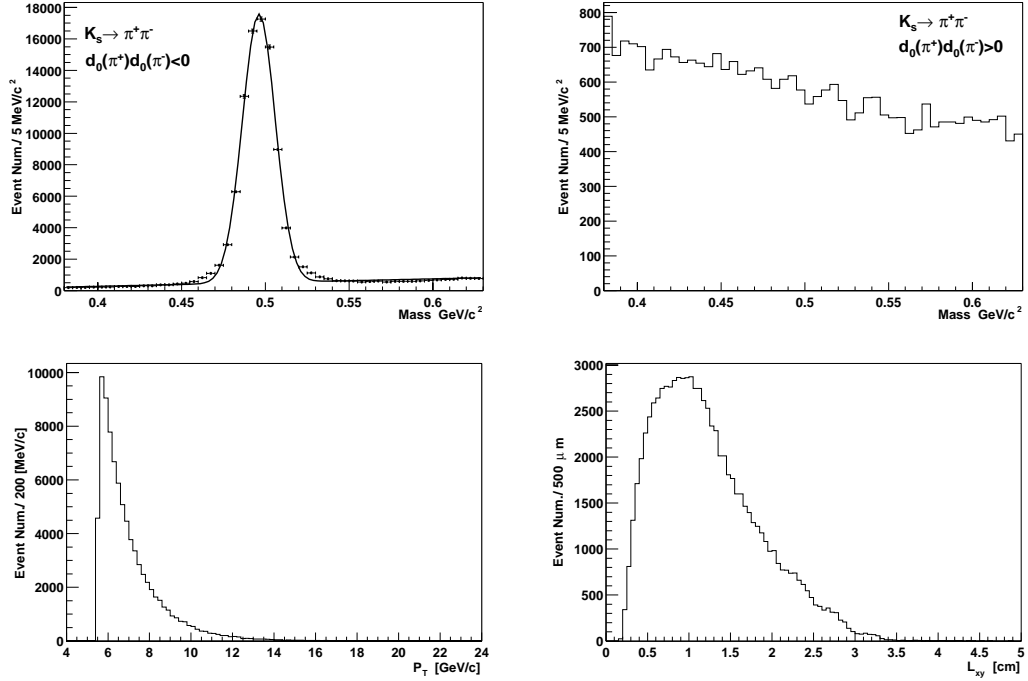 Event Num./ 5 MeV/c²
18000
16000
14000
12000
10000
8000
6000
4000
2000
0
K_s → π⁺π⁻
d₀(π⁺)d₀(π⁻)<0
0.4 0.45 0.5 0.55 0.6
Mass GeV/c²
Event Num./ 5 MeV/c²
800
700
600
500
400
300
200
100
0
K_s → π⁺π⁻
d₀(π⁺)d₀(π⁻)>0
0.4 0.45 0.5 0.55 0.6
Mass GeV/c²
Event Num./ 200 [MeV/c]
10000
8000
6000
4000
2000
0
4 6 8 10 12 14 16 18 20 22 24
P_T [GeV/c]
Event Num./ 500 μ m
3000
2500
2000
1500
1000
500
0
0 0.5 1 1.5 2 2.5 3 3.5 4 4.5 5
L_xy [cm]